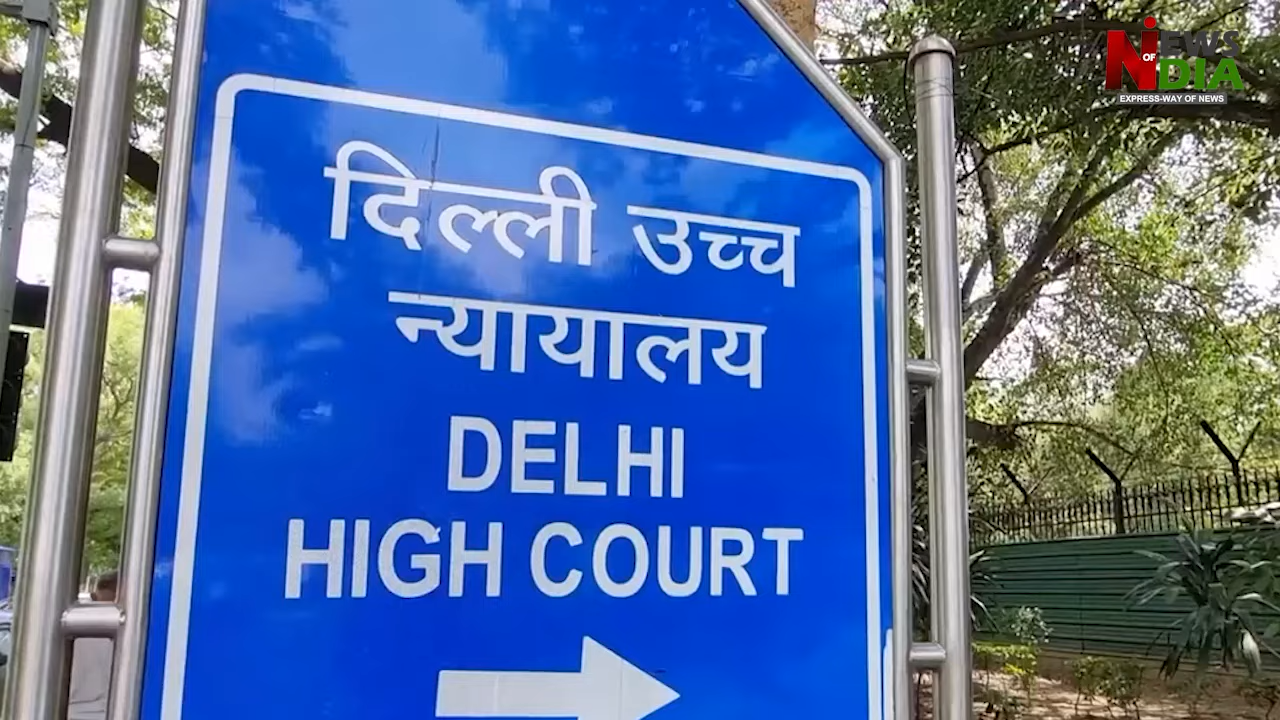 दिल्ली उच्च
न्यायालय
DELHI
HIGH COURT
NEWS
OF
INDIA
EXPRESS-WAY OF NEWS